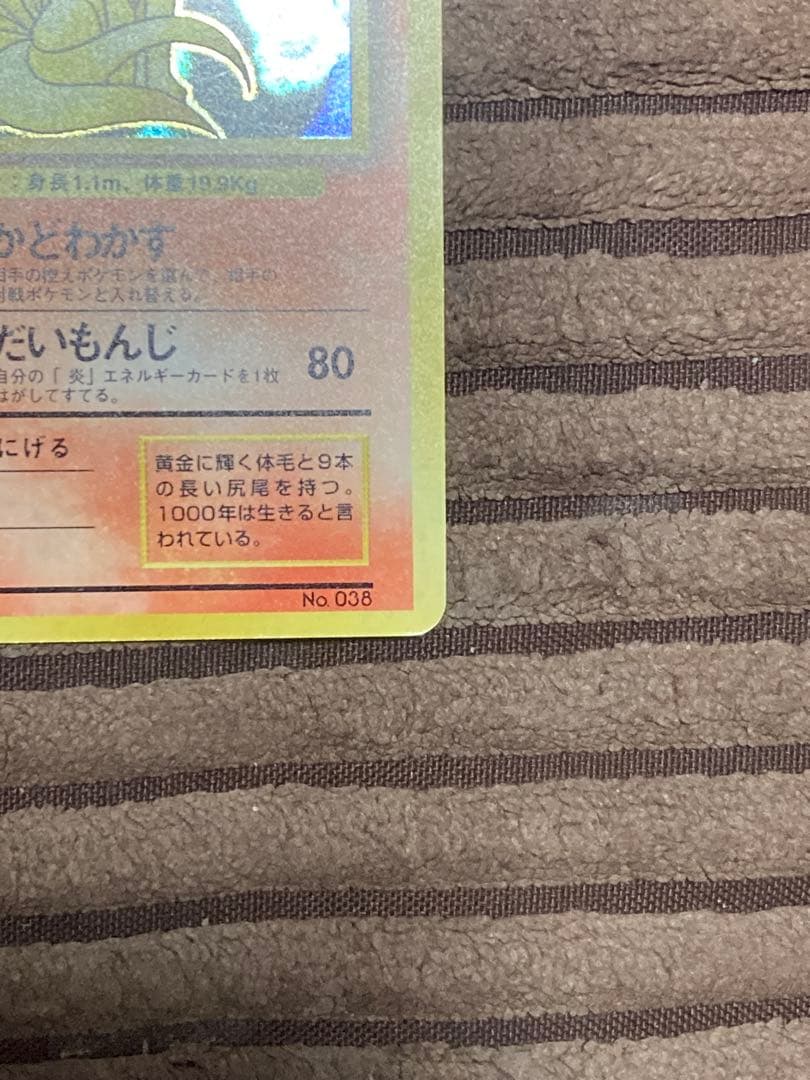 ：身長1.1m、体重19.9Kg
かどわかす
相手の控えポケモンを選んで、相手の
対戦ポケモンと入れ替える。
だいもんじ 80
自分の「 炎」エネルギーカードを1枚
はがしてすてる。
にげる
黄金に輝く体毛と9本
の長い尻尾を持つ。
1000年は生きると言
われている。
No. 038